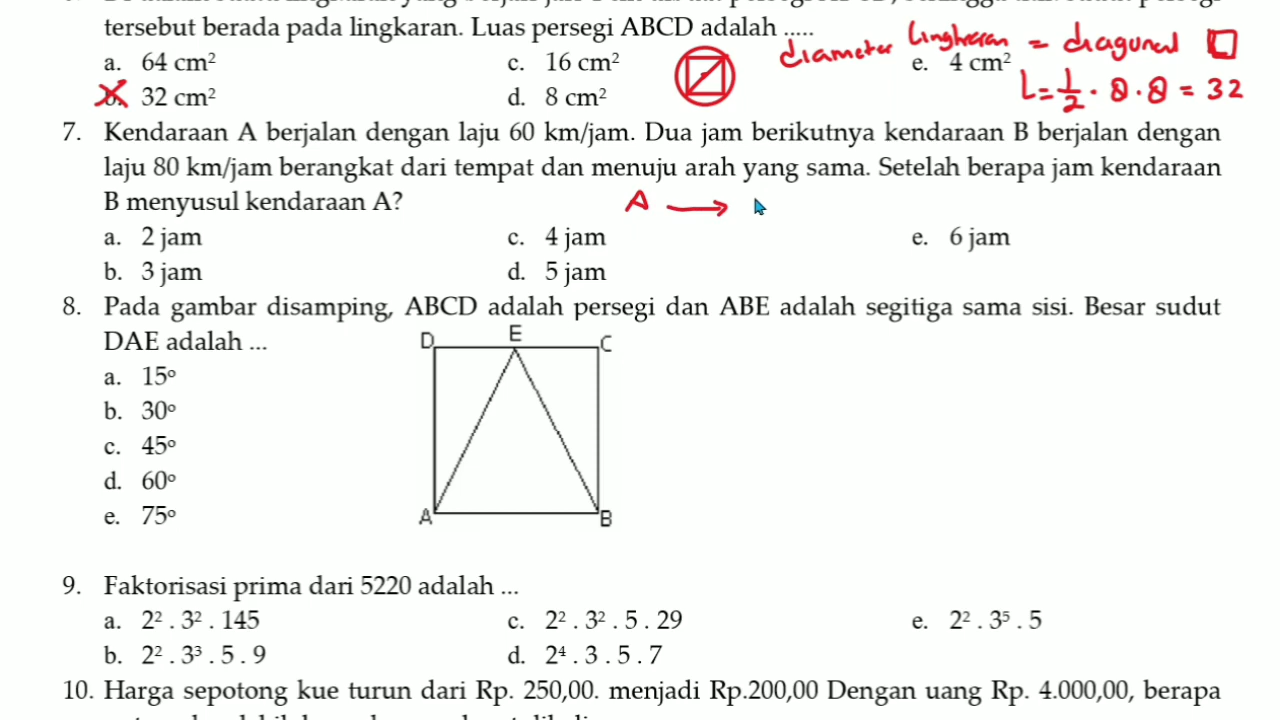 tersebut berada pada lingkaran. Luas persegi ABCD adalah .....
diameter lingkaran = diagonal
a. 64 cm² c. 16 cm² e. 4 cm²
b. 32 cm² d. 8 cm²
L = 1/2 . 8 . 8 = 32
7. Kendaraan A berjalan dengan laju 60 km/jam. Dua jam berikutnya kendaraan B berjalan dengan
laju 80 km/jam berangkat dari tempat dan menuju arah yang sama. Setelah berapa jam kendaraan
B menyusul kendaraan A?
A →
a. 2 jam c. 4 jam e. 6 jam
b. 3 jam d. 5 jam
8. Pada gambar disamping, ABCD adalah persegi dan ABE adalah segitiga sama sisi. Besar sudut
DAE adalah ...
D E C
a. 15°
b. 30°
c. 45°
d. 60°
e. 75°
A B
9. Faktorisasi prima dari 5220 adalah ...
a. 2² . 3² . 145 c. 2² . 3² . 5 . 29 e. 2² . 3⁵ . 5
b. 2² . 3³ . 5 . 9 d. 2⁴ . 3 . 5 . 7
10. Harga sepotong kue turun dari Rp. 250,00. menjadi Rp.200,00 Dengan uang Rp. 4.000,00, berapa